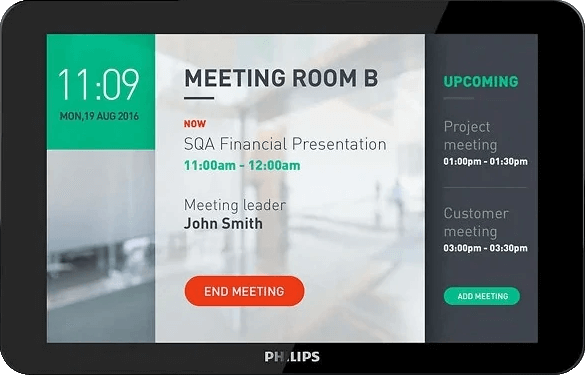 11:09
MON,19 AUG 2016
MEETING ROOM B
NOW
SQA Financial Presentation
11:00am - 12:00am
Meeting leader
John Smith
END MEETING
UPCOMING
Project
meeting
01:00pm - 01:30pm
Customer
meeting
03:00pm - 03:30pm
ADD MEETING
PHILIPS